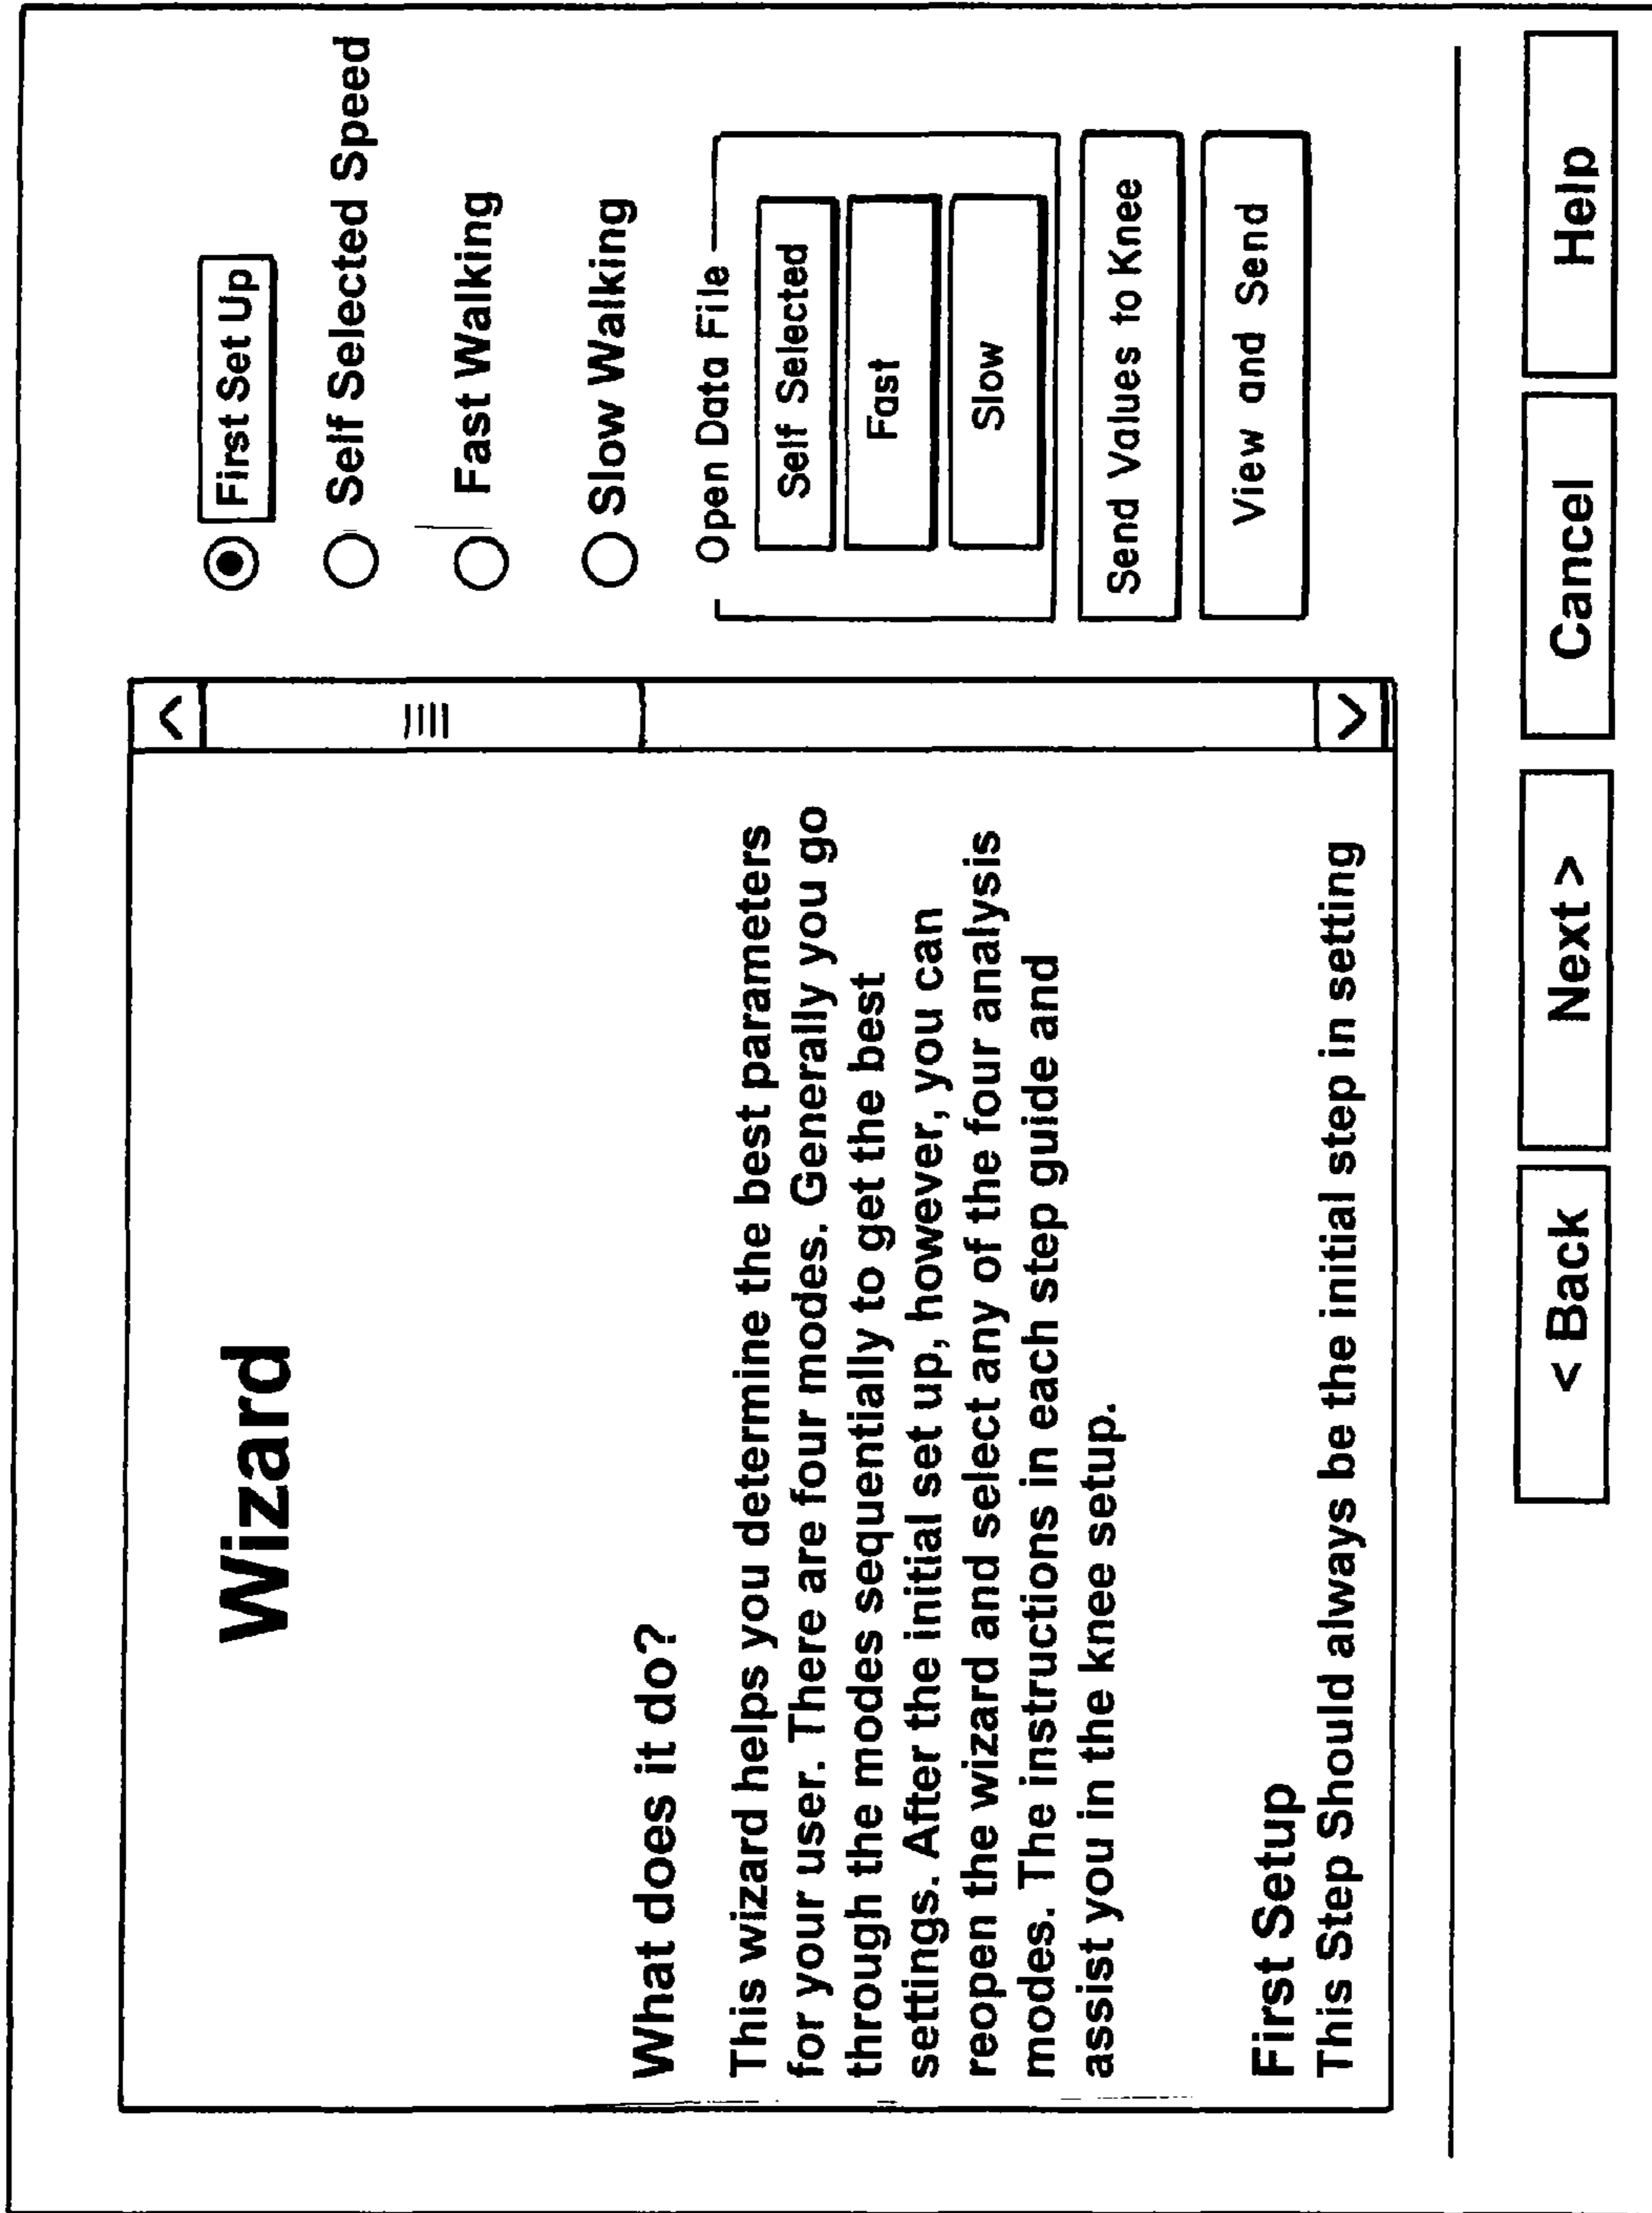 Wizard
What does it do?
This wizard helps you determine the best parameters
for your user. There are four modes. Generally you go
through the modes sequentially to get the best
settings. After the initial set up, however, you can
reopen the wizard and select any of the four analysis
modes. The instructions in each step guide and
assist you in the knee setup.
First Setup
This Step Should always be the initial step in setting
First Set Up
Self Selected Speed
Fast Walking
Slow Walking
Open Data File
Self Selected
Fast
Slow
Send Values to Knee
View and Send
< Back
Next >
Cancel
Help